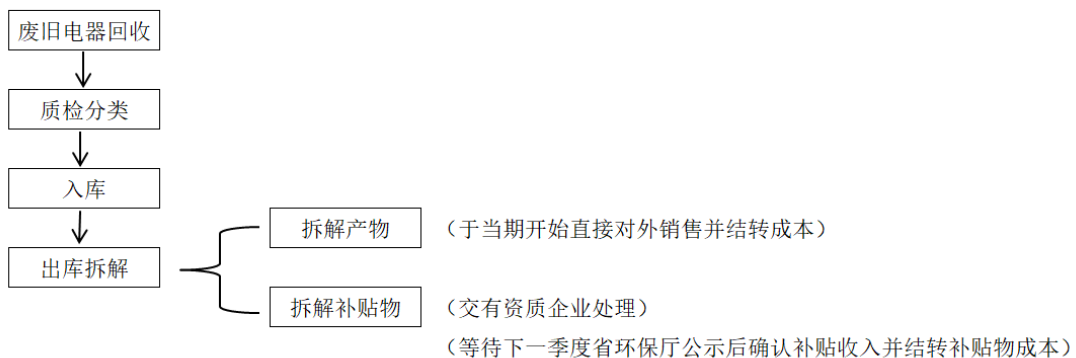 废旧电器回收
质检分类
入库
出库拆解
拆解产物
（于当期开始直接对外销售并结转成本）
拆解补贴物
（交有资质企业处理）
（等待下一季度省环保厅公示后确认补贴收入并结转补贴物成本）